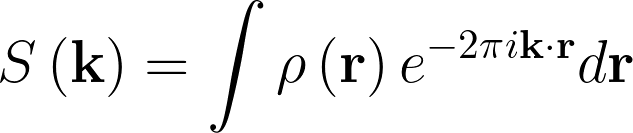 S (𝐤) = ∫ ρ (𝐫) e^{−2πi𝐤·𝐫} d𝐫